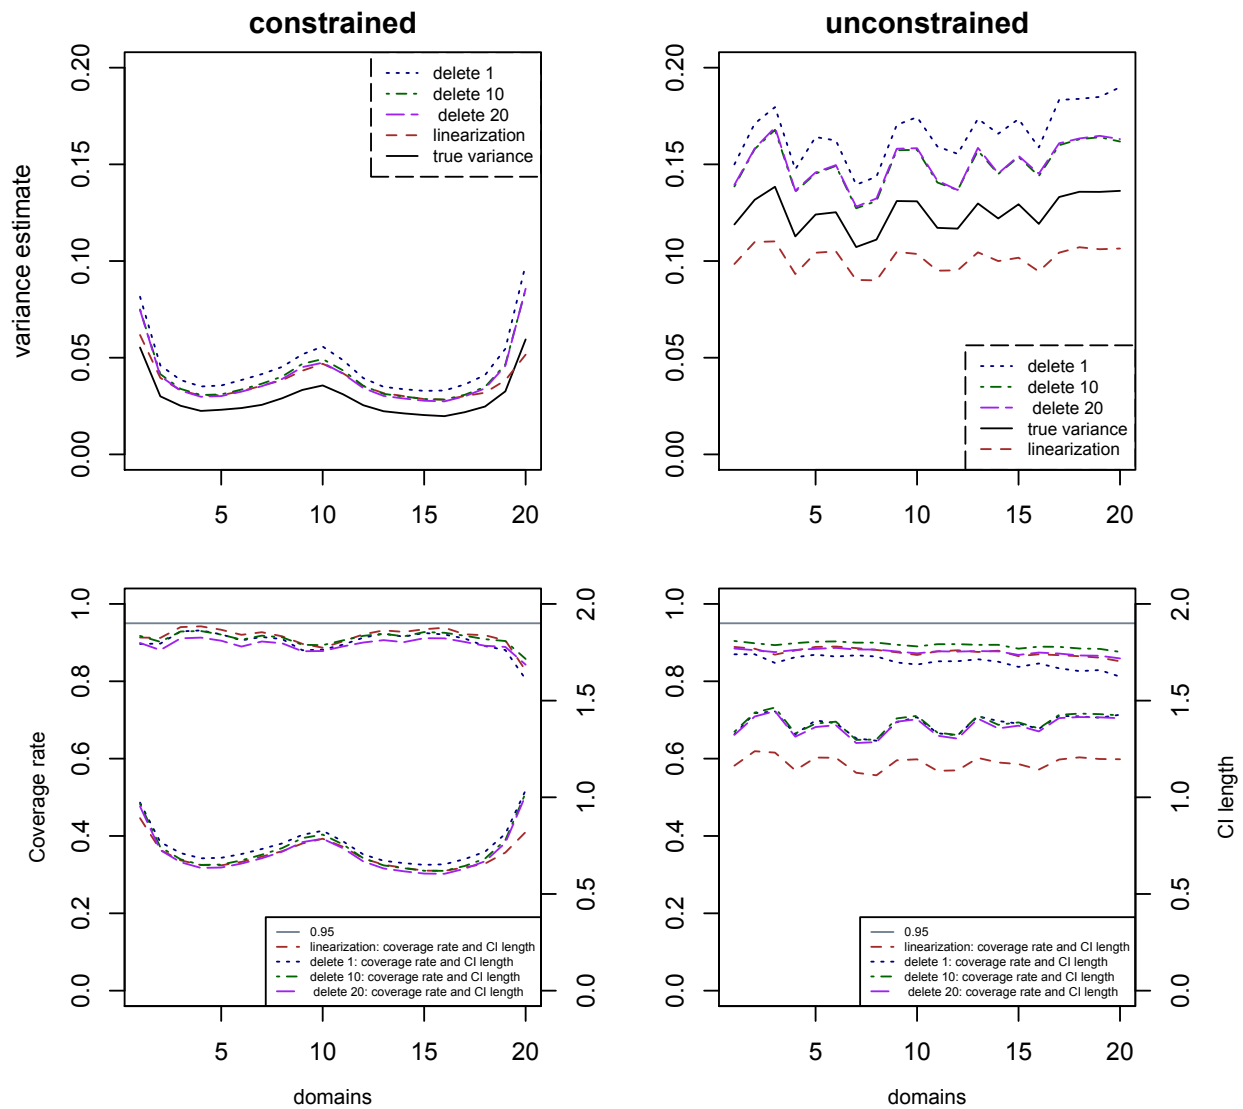 constrained
variance estimate
0.00
0.05
0.10
0.15
0.20
delete 1
delete 10
delete 20
linearization
true variance
5
10
15
20
unconstrained
0.00
0.05
0.10
0.15
0.20
delete 1
delete 10
delete 20
true variance
linearization
5
10
15
20
Coverage rate
0.0
0.2
0.4
0.6
0.8
1.0
0.95
linearization: coverage rate and CI length
delete 1: coverage rate and CI length
delete 10: coverage rate and CI length
delete 20: coverage rate and CI length
0.0
0.5
1.0
1.5
2.0
5
10
15
20
domains
0.0
0.2
0.4
0.6
0.8
1.0
0.95
linearization: coverage rate and CI length
delete 1: coverage rate and CI length
delete 10: coverage rate and CI length
delete 20: coverage rate and CI length
0.0
0.5
1.0
1.5
2.0
CI length
5
10
15
20
domains